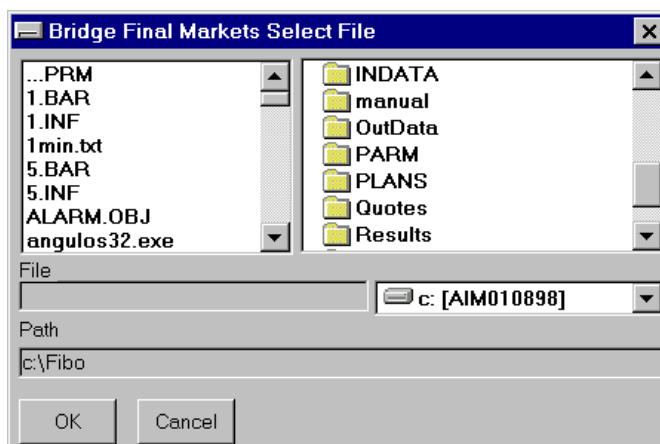 Bridge Final Markets Select File
...PRM
1.BAR
1.INF
1min.txt
5.BAR
5.INF
ALARM.OBJ
angulos32.exe
INDATA
manual
OutData
PARM
PLANS
Quotes
Results
File
c: [AIM010898]
Path
c:\Fibo
OK
Cancel